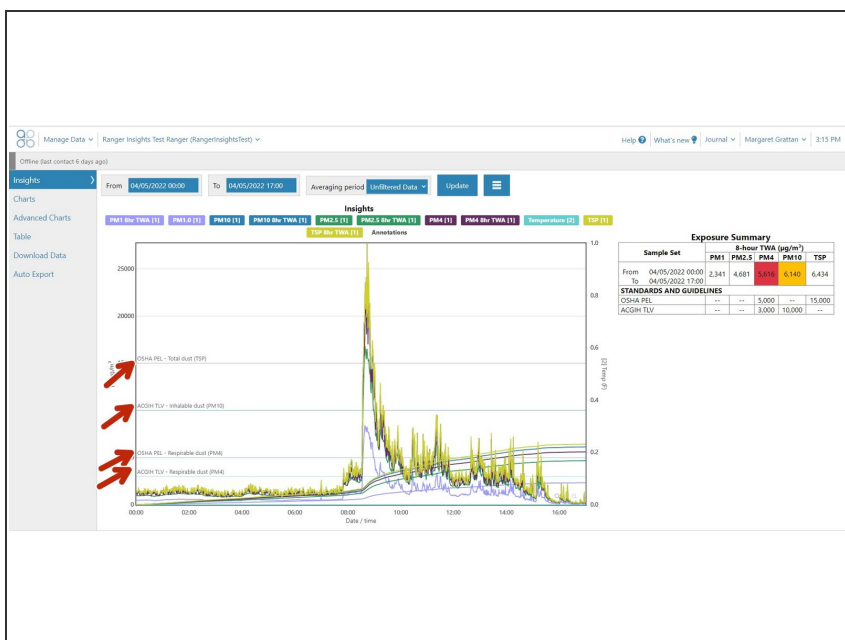 Manage Data Ranger Insights Test Ranger (RangerInsightsTest) Help What's new Journal Margaret Grattan 3:15 PM
Offline (last contact 6 days ago)
Insights
Charts
Advanced Charts
Table
Download Data
Auto Export
From 04/05/2022 00:00 To 04/05/2022 17:00 Averaging period Unfiltered Data Update
Insights
PM1 8hr TWA [1] PM1.0 [1] PM10 [1] PM10 8hr TWA [1] PM2.5 [1] PM2.5 8hr TWA [1] PM4 [1] PM4 8hr TWA [1] Temperature [2] TSP [1]
TSP 8hr TWA [1] Annotations
25000
20000
0
OSHA PEL - Total dust (TSP)
ACGIH TLV - Inhalable dust (PM10)
OSHA PEL - Respirable dust (PM4)
ACGIH TLV - Respirable dust (PM4)
1.0
0.8
0.6
0.4
0.2
0.0
[2] Temp (F)
00:00 02:00 04:00 06:00 08:00 10:00 12:00 14:00 16:00
Date / time
Exposure Summary
Sample Set 8-hour TWA (µg/m³)
PM1 PM2.5 PM4 PM10 TSP
From 04/05/2022 00:00
To 04/05/2022 17:00
2,341 4,681 5,616 6,140 6,434
STANDARDS AND GUIDELINES
OSHA PEL -- -- 5,000 -- 15,000
ACGIH TLV -- -- 3,000 10,000 --